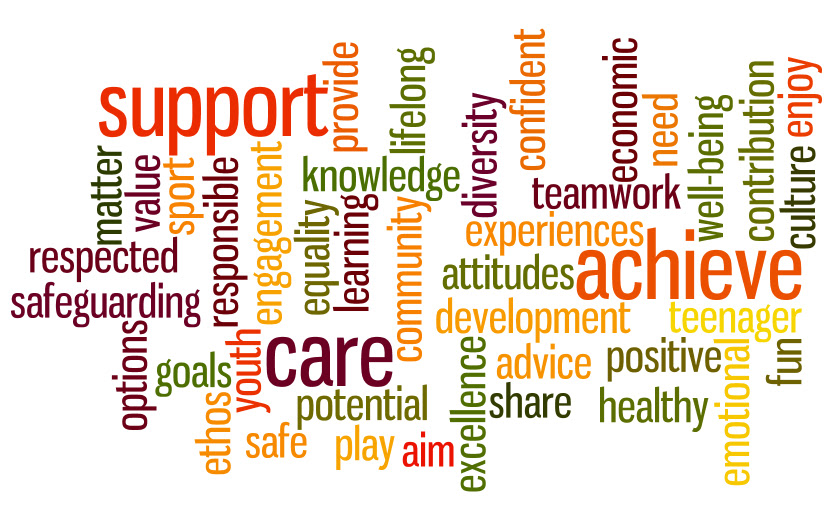 support
provide
lifelong
diversity
confident
economic
need
well-being
contribution
enjoy
matter
value
sport
responsible
engagement
knowledge
teamwork
culture
equality
learning
community
experiences
respected
attitudes
achieve
safeguarding
development
teenager
options
goals
youth
care
excellence
advice
positive
emotional
fun
ethos
potential
share
healthy
safe
play
aim